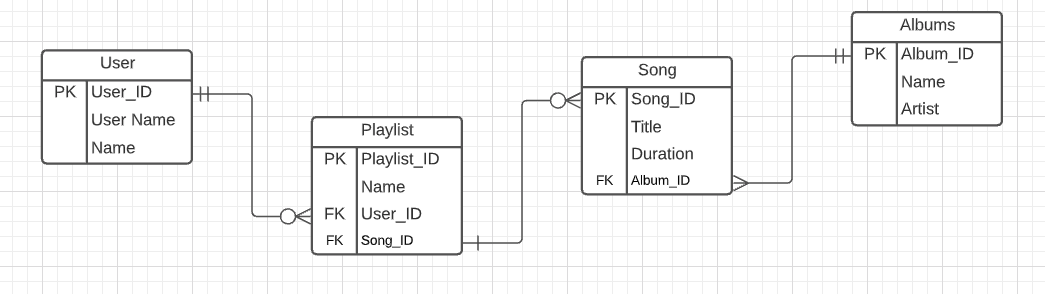 User
PK User_ID
User Name
Name
Playlist
PK Playlist_ID
Name
FK User_ID
FK Song_ID
Song
PK Song_ID
Title
Duration
FK Album_ID
Albums
PK Album_ID
Name
Artist